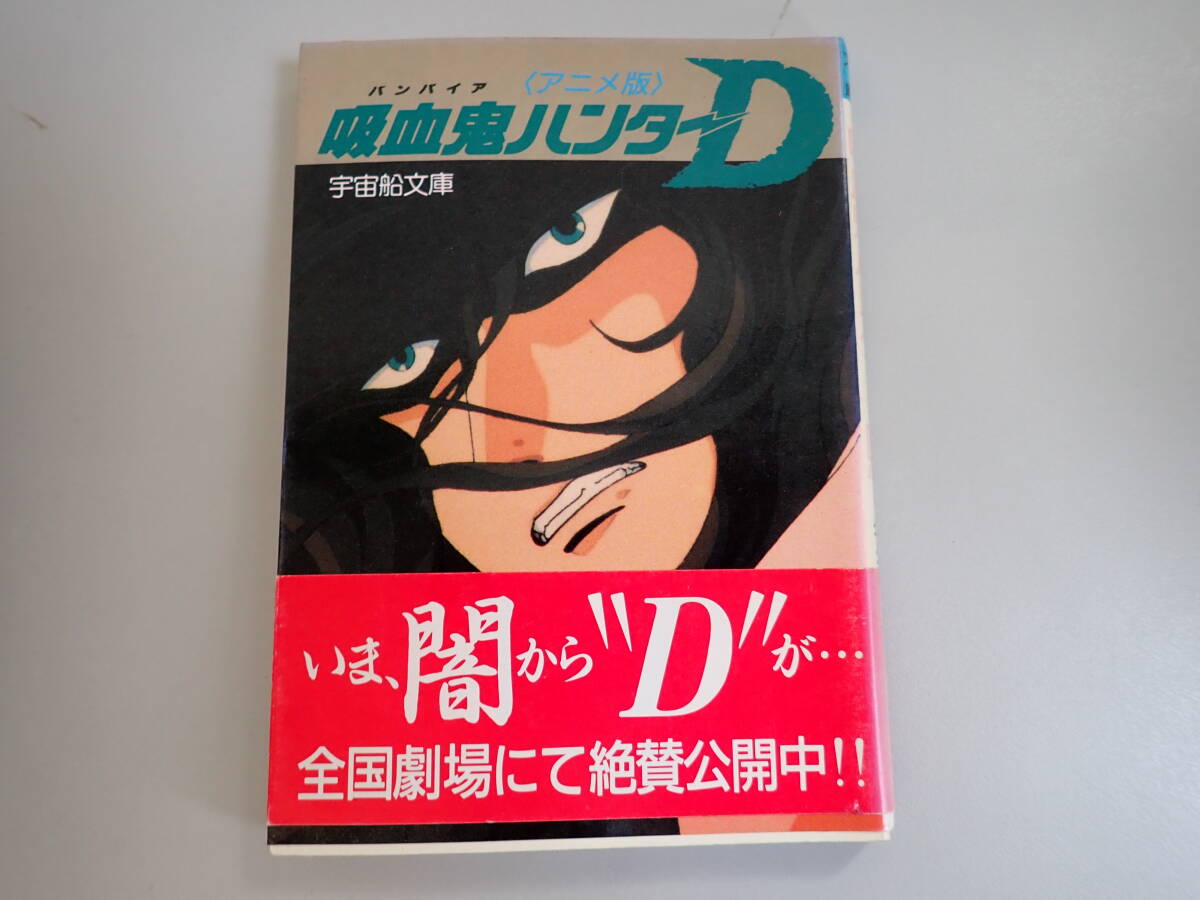 〈アニメ版〉
バンパイア
吸血鬼ハンターD
宇宙船文庫
いま、闇から"D"が…
全国劇場にて絶賛公開中!!